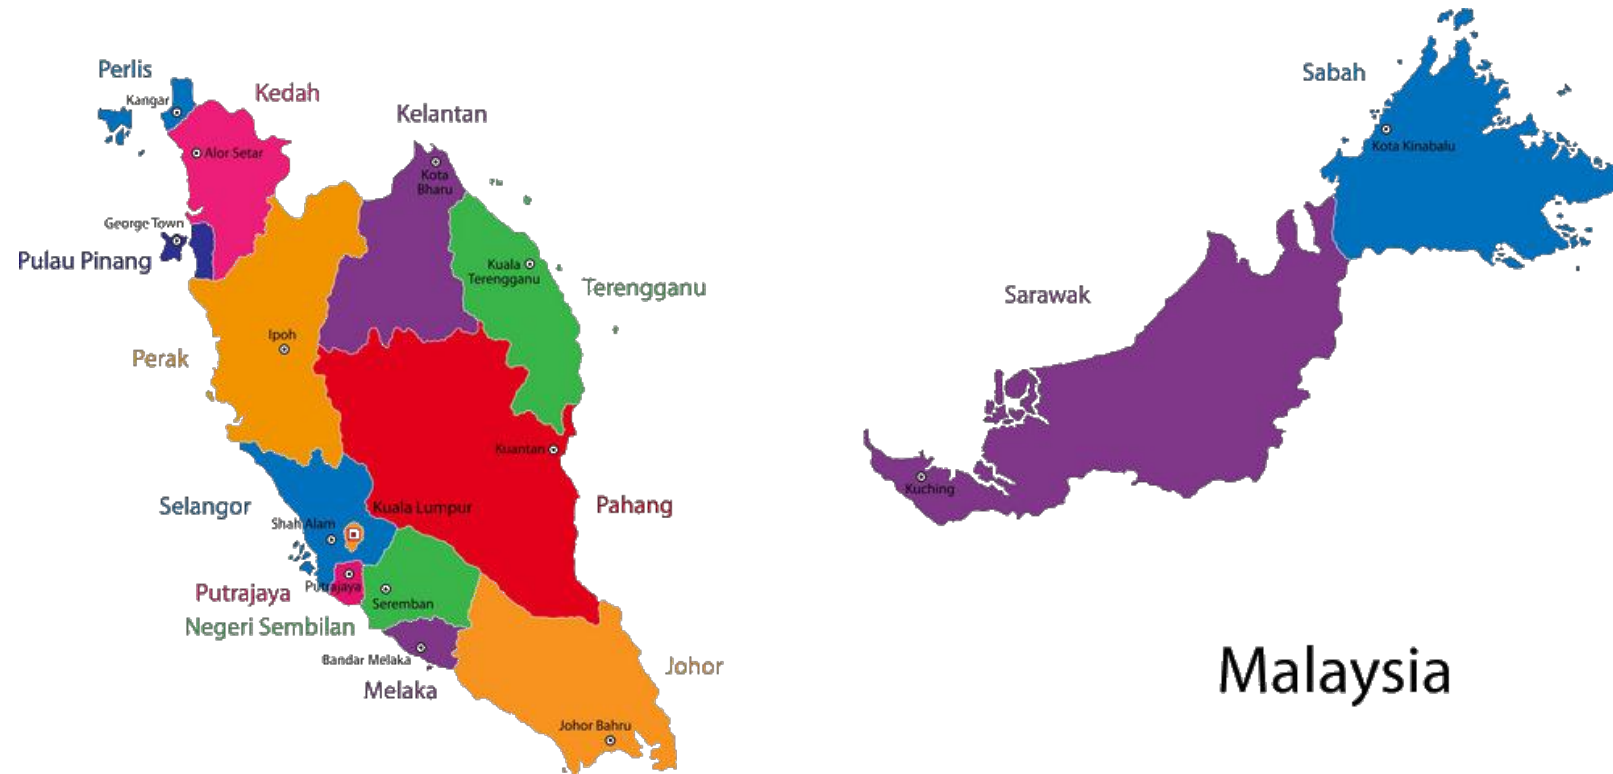 Perlis
Kangar
Kedah
Alor Setar
Kelantan
Kota
Bharu
George Town
Pulau Pinang
Kuala
Terengganu
Terengganu
Ipoh
Perak
Kuantan
Selangor
Kuala Lumpur
Pahang
Shah Alam
Putrajaya
Putrajaya
Seremban
Negeri Sembilan
Bandar Melaka
Melaka
Johor
Johor Bahru
Sabah
Kota Kinabalu
Sarawak
Kuching
Malaysia